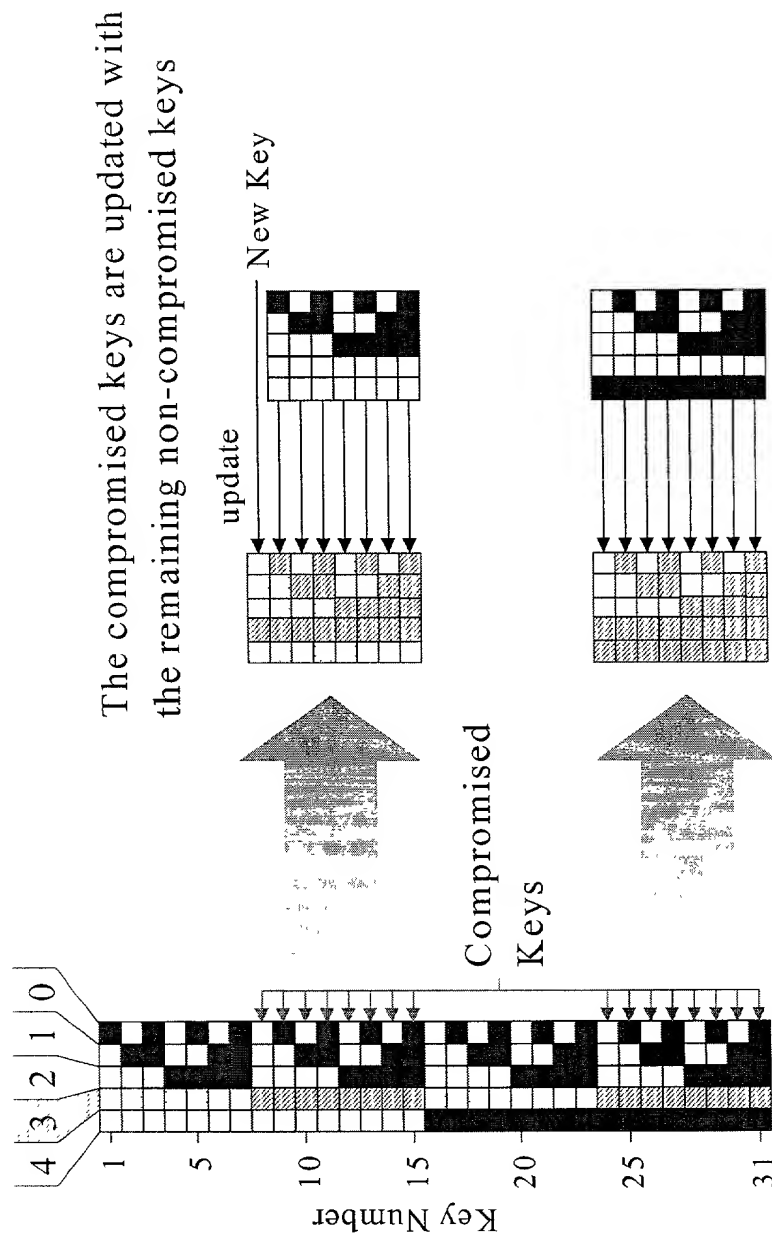 The compromised keys are updated with
the remaining non-compromised keys
New Key
update
Compromised
Keys
4 3 2 1 0
1
5
10
15
20
25
31
Key Number